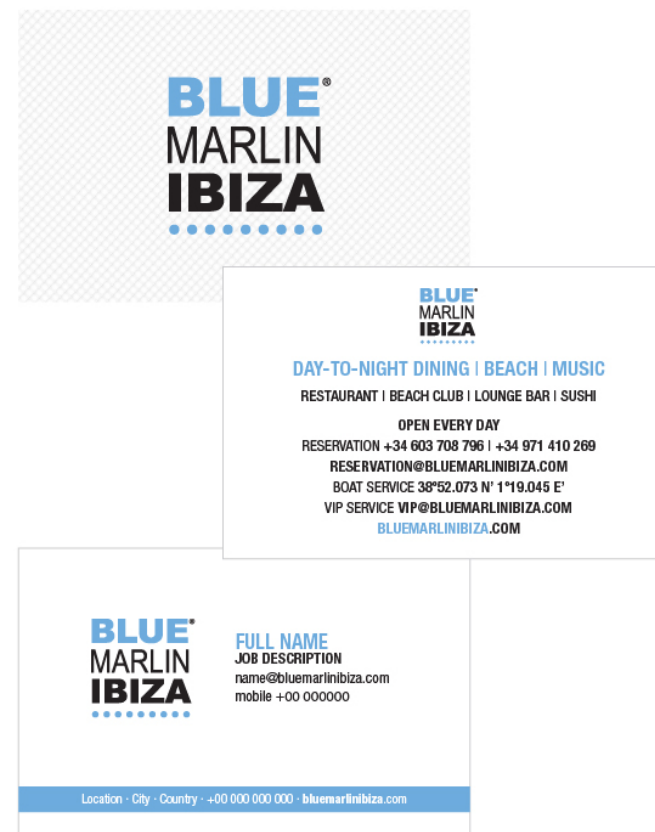 BLUE®
MARLIN
IBIZA
BLUE®
MARLIN
IBIZA
DAY-TO-NIGHT DINING | BEACH | MUSIC
RESTAURANT | BEACH CLUB | LOUNGE BAR | SUSHI
OPEN EVERY DAY
RESERVATION +34 603 708 796 | +34 971 410 269
RESERVATION@BLUEMARLINIBIZA.COM
BOAT SERVICE 38°52.073 N' 1°19.045 E'
VIP SERVICE VIP@BLUEMARLINIBIZA.COM
BLUEMARLINIBIZA.COM
BLUE®
MARLIN
IBIZA
FULL NAME
JOB DESCRIPTION
name@bluemarlinibiza.com
mobile +00 000000
Location · City · Country · +00 000 000 000 · bluemarlinibiza.com